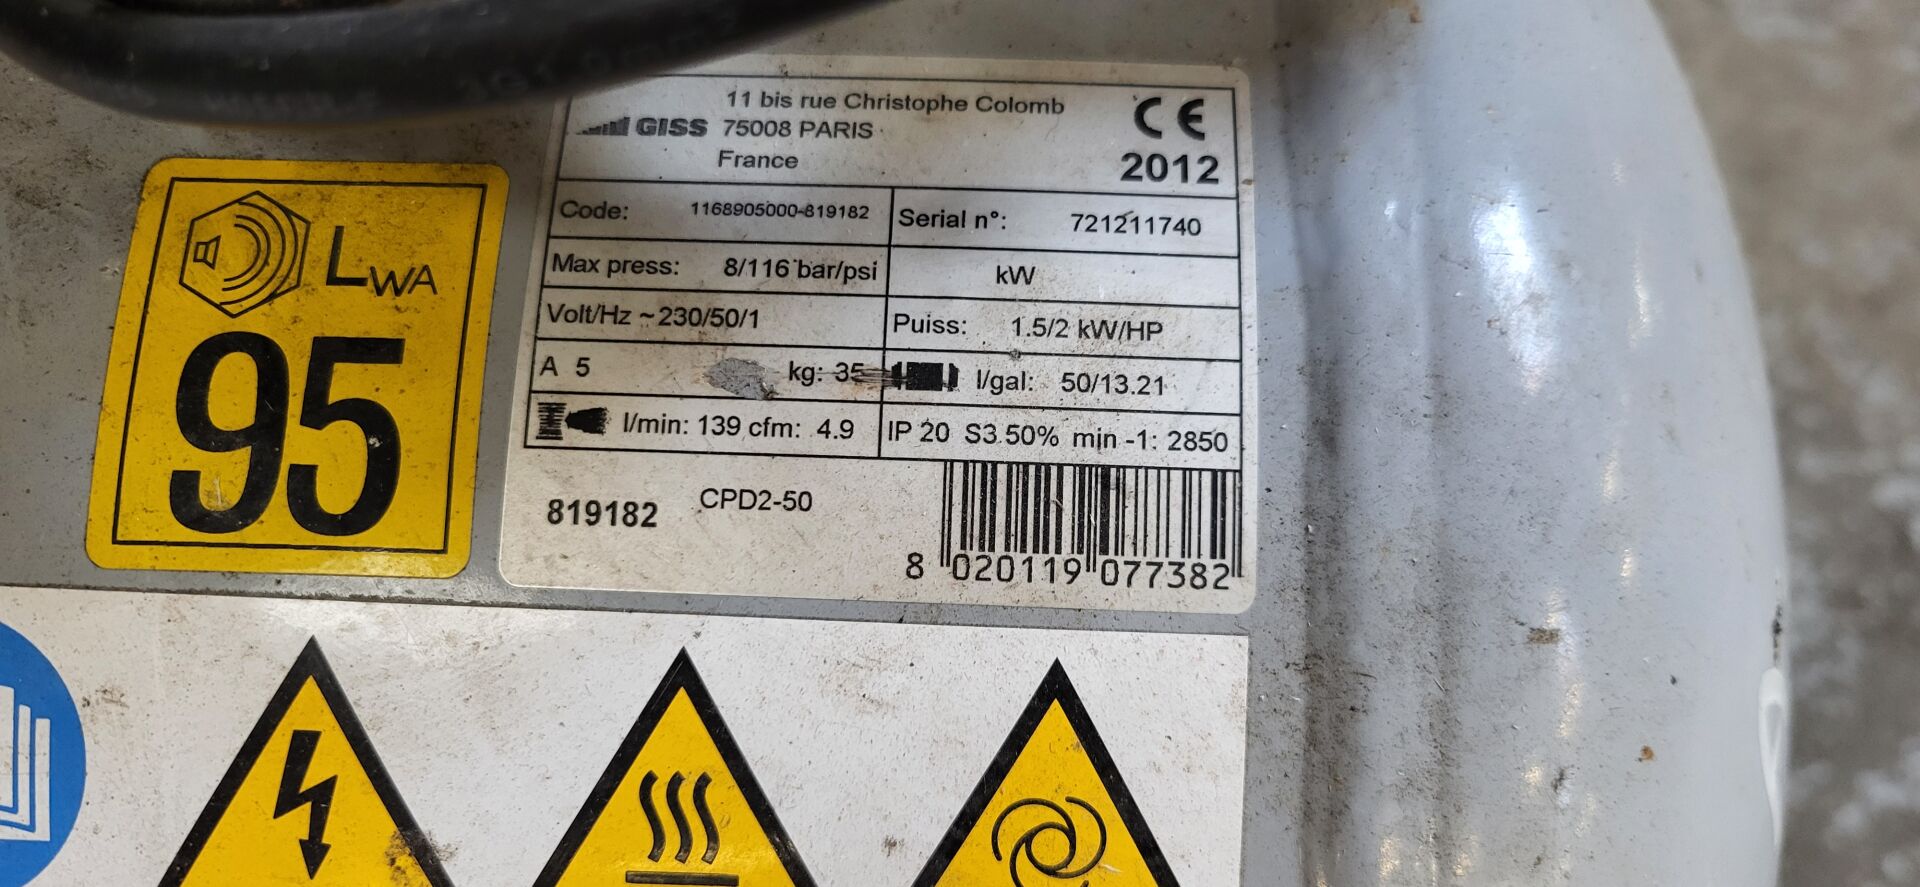 11 bis rue Christophe Colomb
GISS 75008 PARIS
France
CE
2012
Code: 1168905000-819182 Serial n°: 721211740
Max press: 8/116 bar/psi kW
Volt/Hz ~ 230/50/1 Puiss: 1.5/2 kW/HP
A 5 kg: 35 l/gal: 50/13.21
l/min: 139 cfm: 4.9 IP 20 S3 50% min -1: 2850
819182 CPD2-50
8 020119 077382
LWA
95